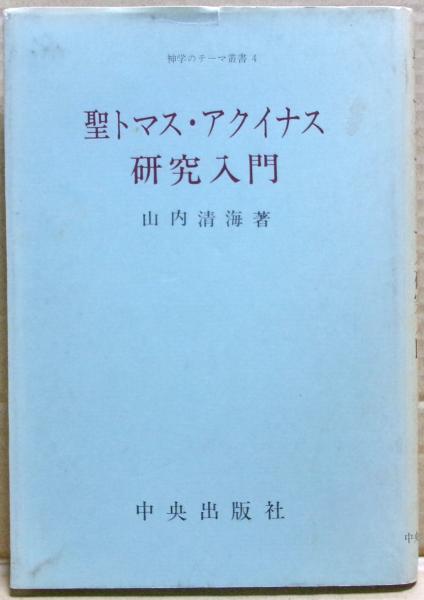 神学のテーマ叢書 4
聖トマス・アクイナス
研究入門
山内清海著
中央出版社